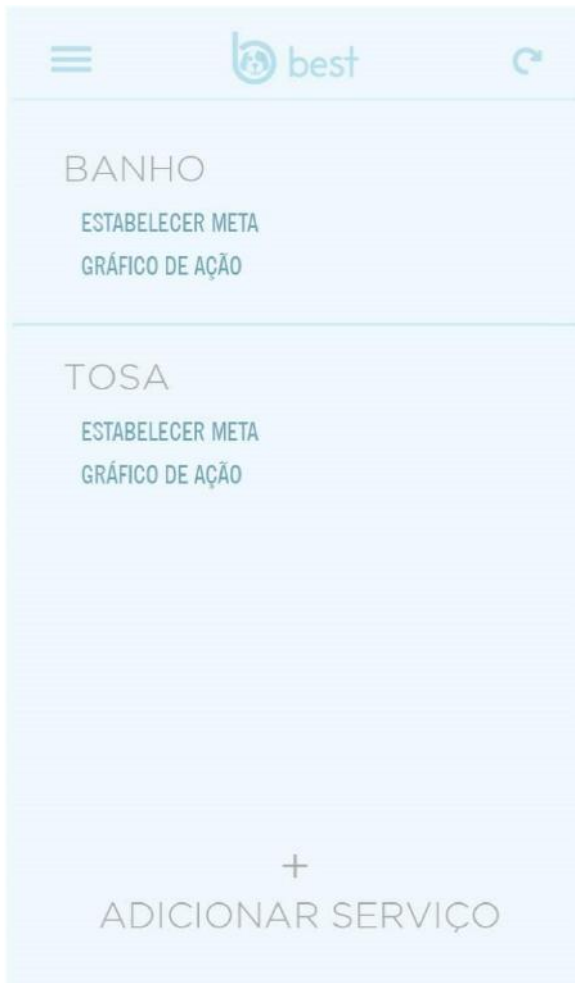 best
BANHO
ESTABELECER META
GRÁFICO DE AÇÃO
TOSA
ESTABELECER META
GRÁFICO DE AÇÃO
+
ADICIONAR SERVIÇO